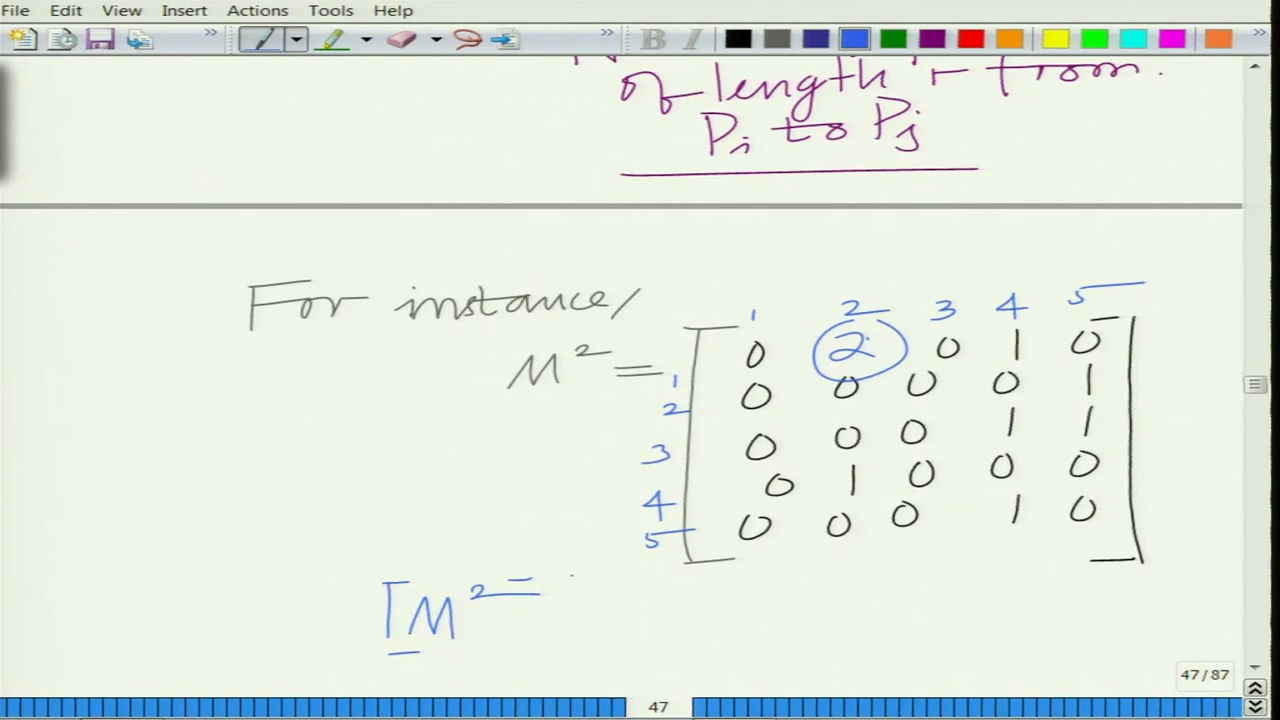 File Edit View Insert Actions Tools Help
B I
of length r from
Pi to Pj
For instance,
1 2 3 4 5
M² =
0 2 0 1 0
1 0 0 0 0 1
2
3 0 0 0 1 1
4 0 1 0 0 0
5 0 0 0 1 0
[M² =
47/87
47